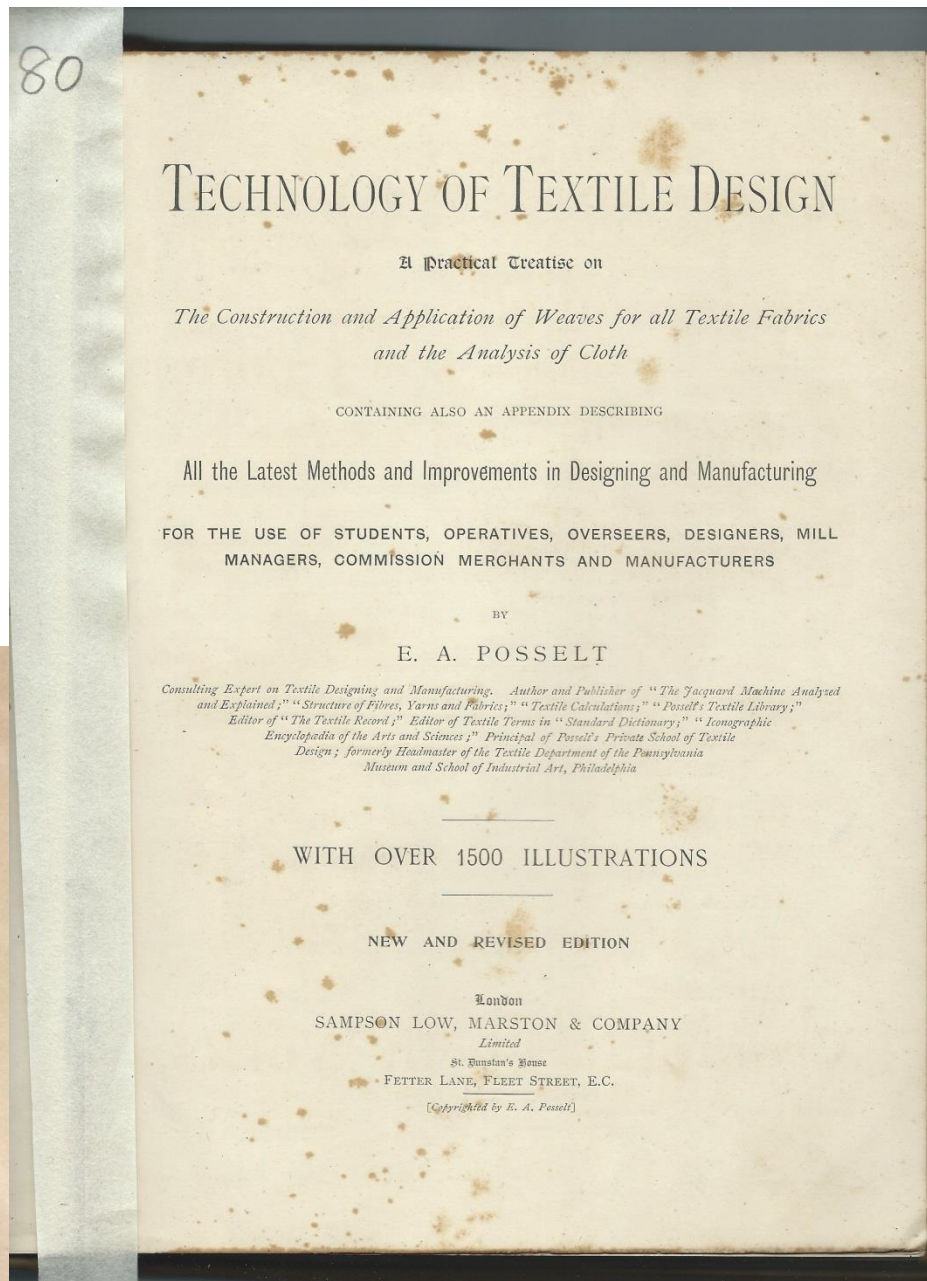 80
TECHNOLOGY OF TEXTILE DESIGN
A Practical Treatise on
The Construction and Application of Weaves for all Textile Fabrics
and the Analysis of Cloth
CONTAINING ALSO AN APPENDIX DESCRIBING
All the Latest Methods and Improvements in Designing and Manufacturing
FOR THE USE OF STUDENTS, OPERATIVES, OVERSEERS, DESIGNERS, MILL
MANAGERS, COMMISSION MERCHANTS AND MANUFACTURERS
BY
E. A. POSSELT
Consulting Expert on Textile Designing and Manufacturing. Author and Publisher of "The Jacquard Machine Analyzed
and Explained;" "Structure of Fibres, Yarns and Fabrics;" "Textile Calculations;" "Posselt's Textile Library;"
Editor of "The Textile Record;" Editor of Textile Terms in "Standard Dictionary;" "Iconographic
Encyclopædia of the Arts and Sciences;" Principal of Posselt's Private School of Textile
Design; formerly Headmaster of the Textile Department of the Pennsylvania
Museum and School of Industrial Art, Philadelphia
WITH OVER 1500 ILLUSTRATIONS
NEW AND REVISED EDITION
London
SAMPSON LOW, MARSTON & COMPANY
Limited
St. Dunstan's House
FETTER LANE, FLEET STREET, E.C.
[Copyrighted by E. A. Posselt]